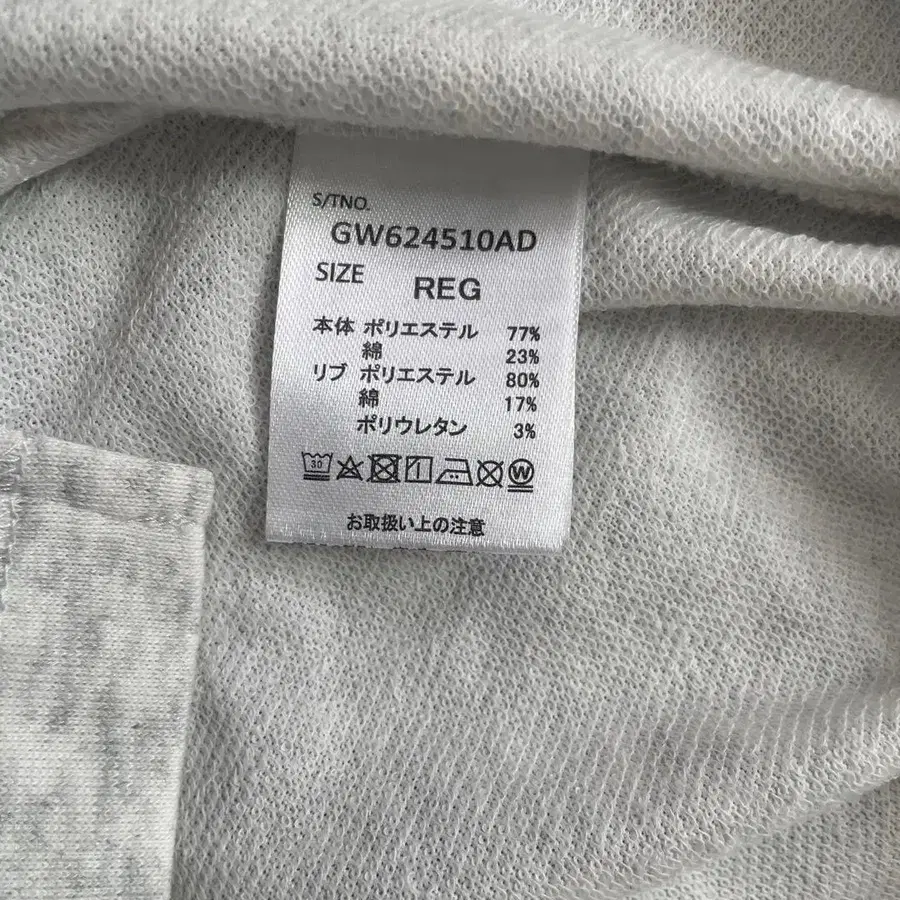 S/TNO.
GW624510AD
SIZE REG
本体 ポリエステル 77%
綿 23%
リブ ポリエステル 80%
綿 17%
ポリウレタン 3%
30 W
お取扱い上の注意